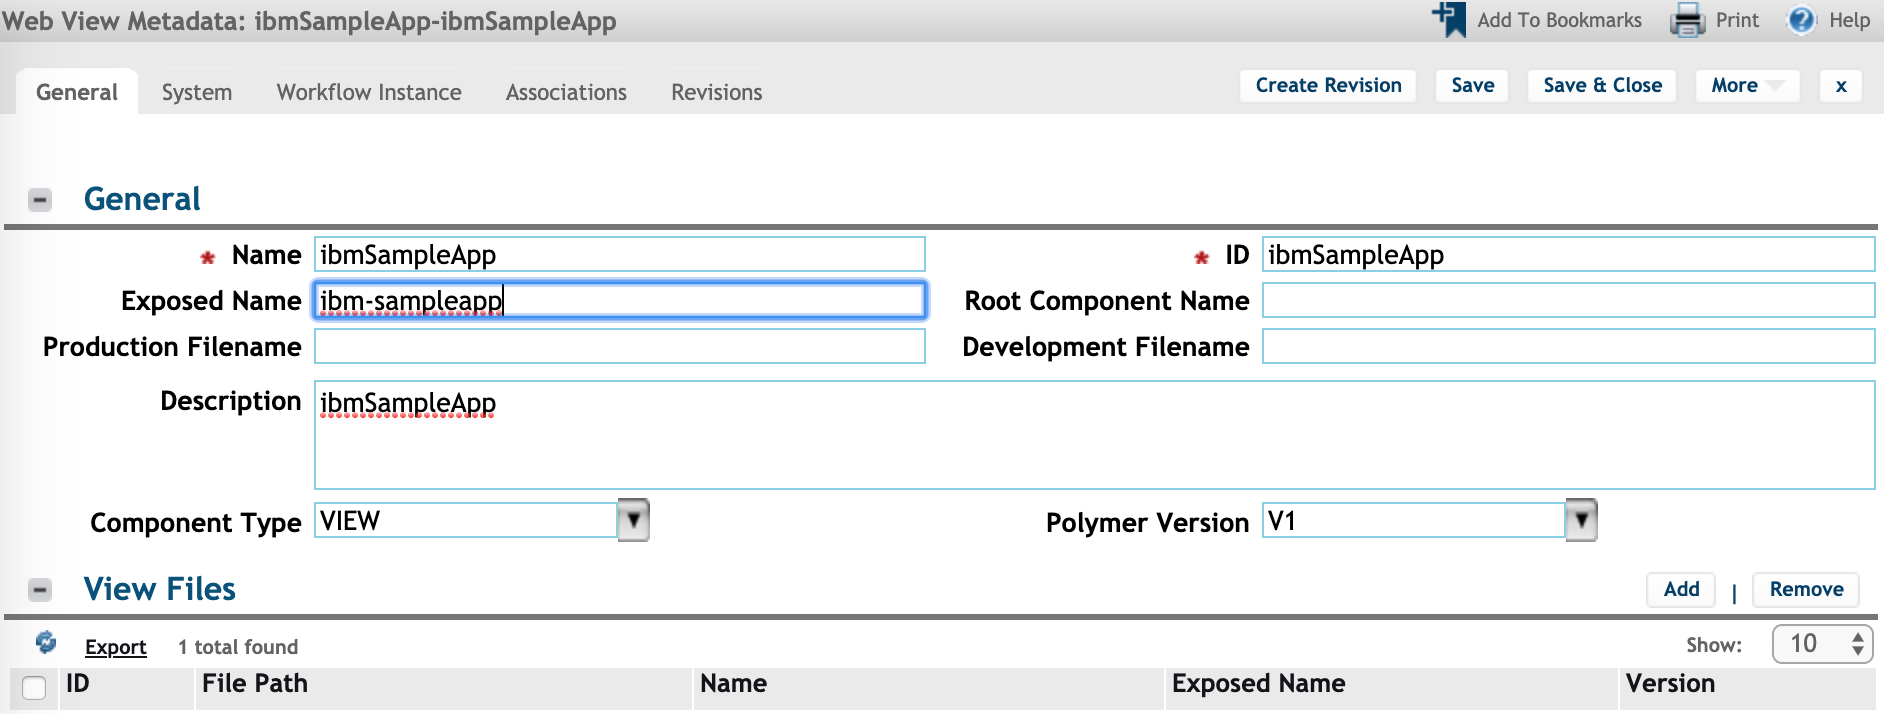 Web View Metadata: ibmSampleApp-ibmSampleApp
Add To Bookmarks Print ? Help
General System Workflow Instance Associations Revisions
Create Revision Save Save & Close More x
General
* Name ibmSampleApp * ID ibmSampleApp
Exposed Name ibm-sampleapp Root Component Name
Production Filename Development Filename
Description ibmSampleApp
Component Type VIEW Polymer Version V1
View Files Add | Remove
Export 1 total found Show: 10
ID File Path Name Exposed Name Version